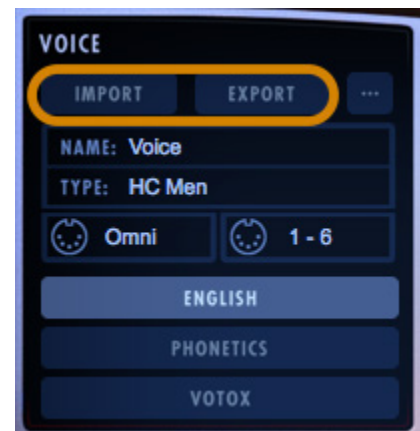 VOICE
IMPORT EXPORT ...
NAME: Voice
TYPE: HC Men
Omni 1 - 6
ENGLISH
PHONETICS
VOTOX